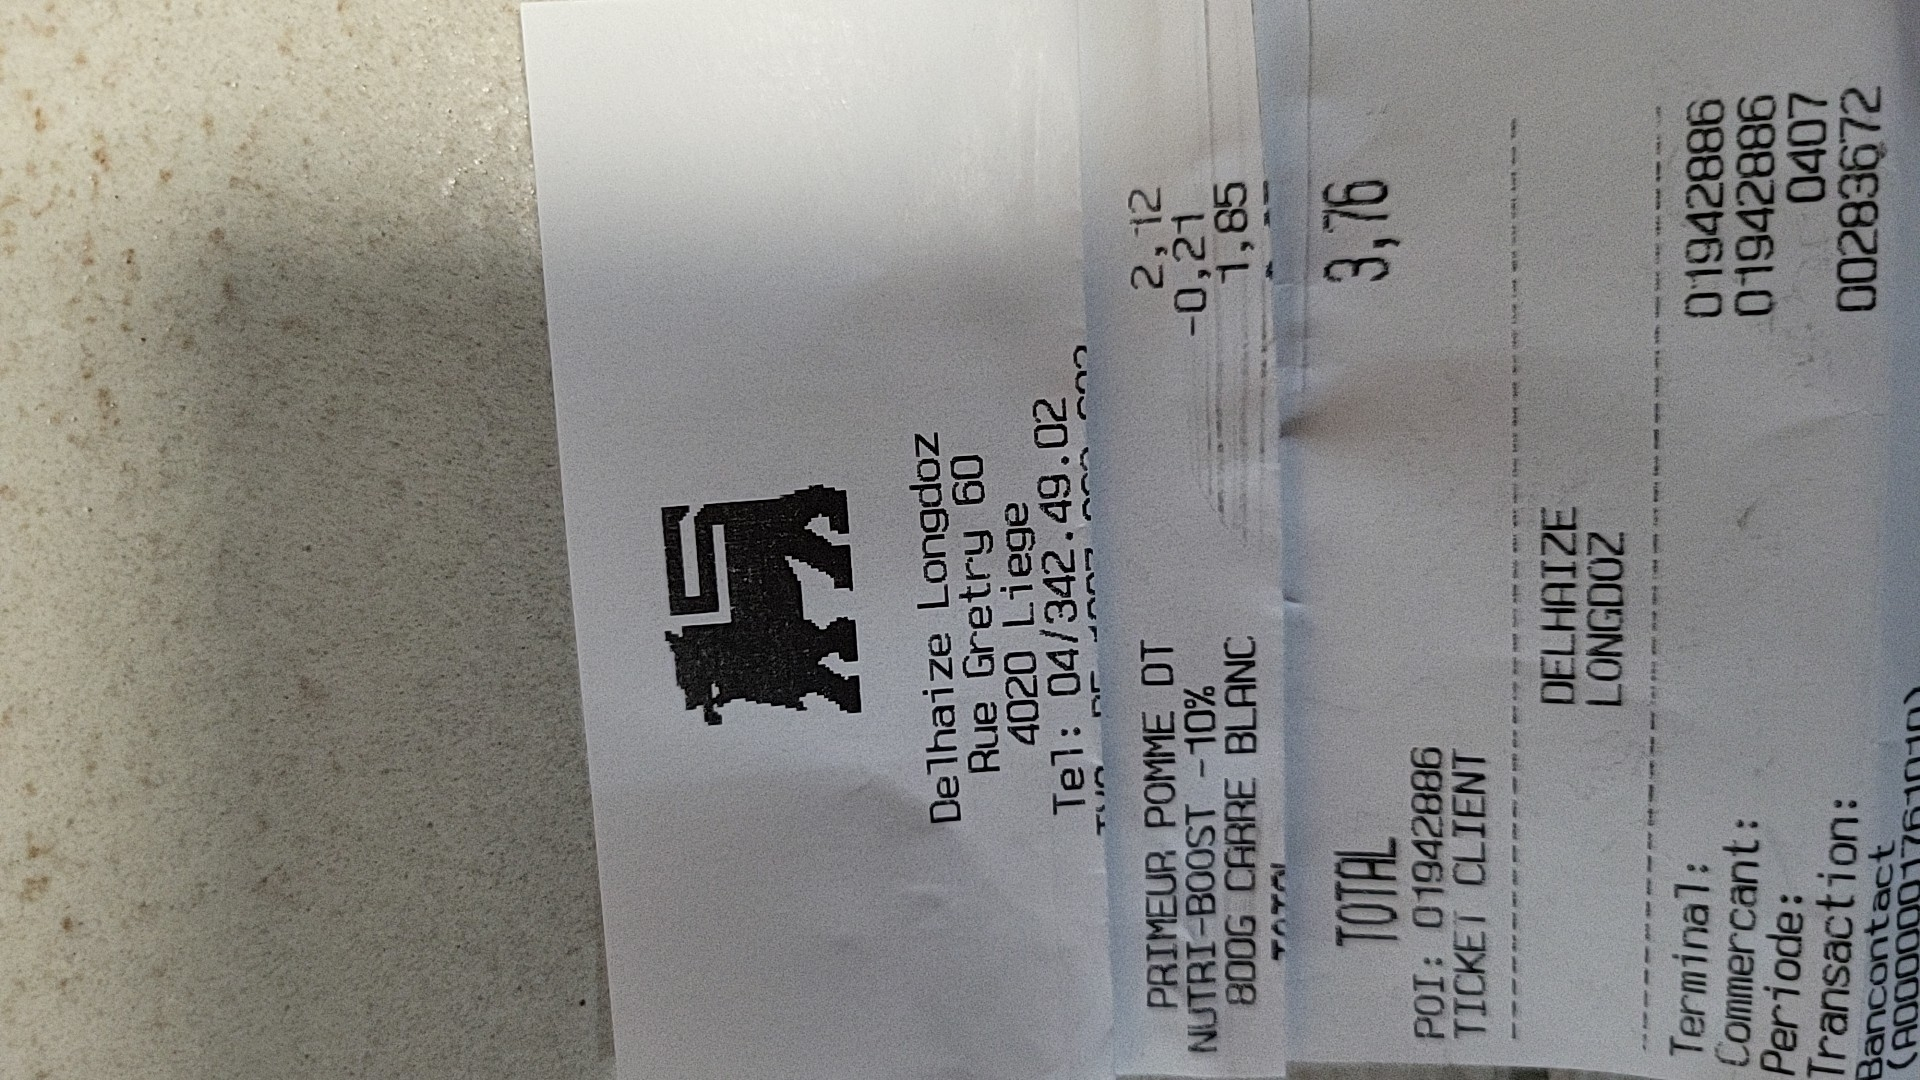 Delhaize Longdoz
Rue Gretry 60
4020 Liege
Tel: 04/342.49.02
PRIMEUR POMME DT 2,12
NUTRI-BOOST -10% -0,21
800G CARRE BLANC 1,85
TOTAL 3,76
POI: 01942886
TICKET CLIENT
DELHAIZE
LONGDOZ
Terminal: 01942886
Commercant: 01942886
Periode: 0407
Transaction: 00283672
Bancontact